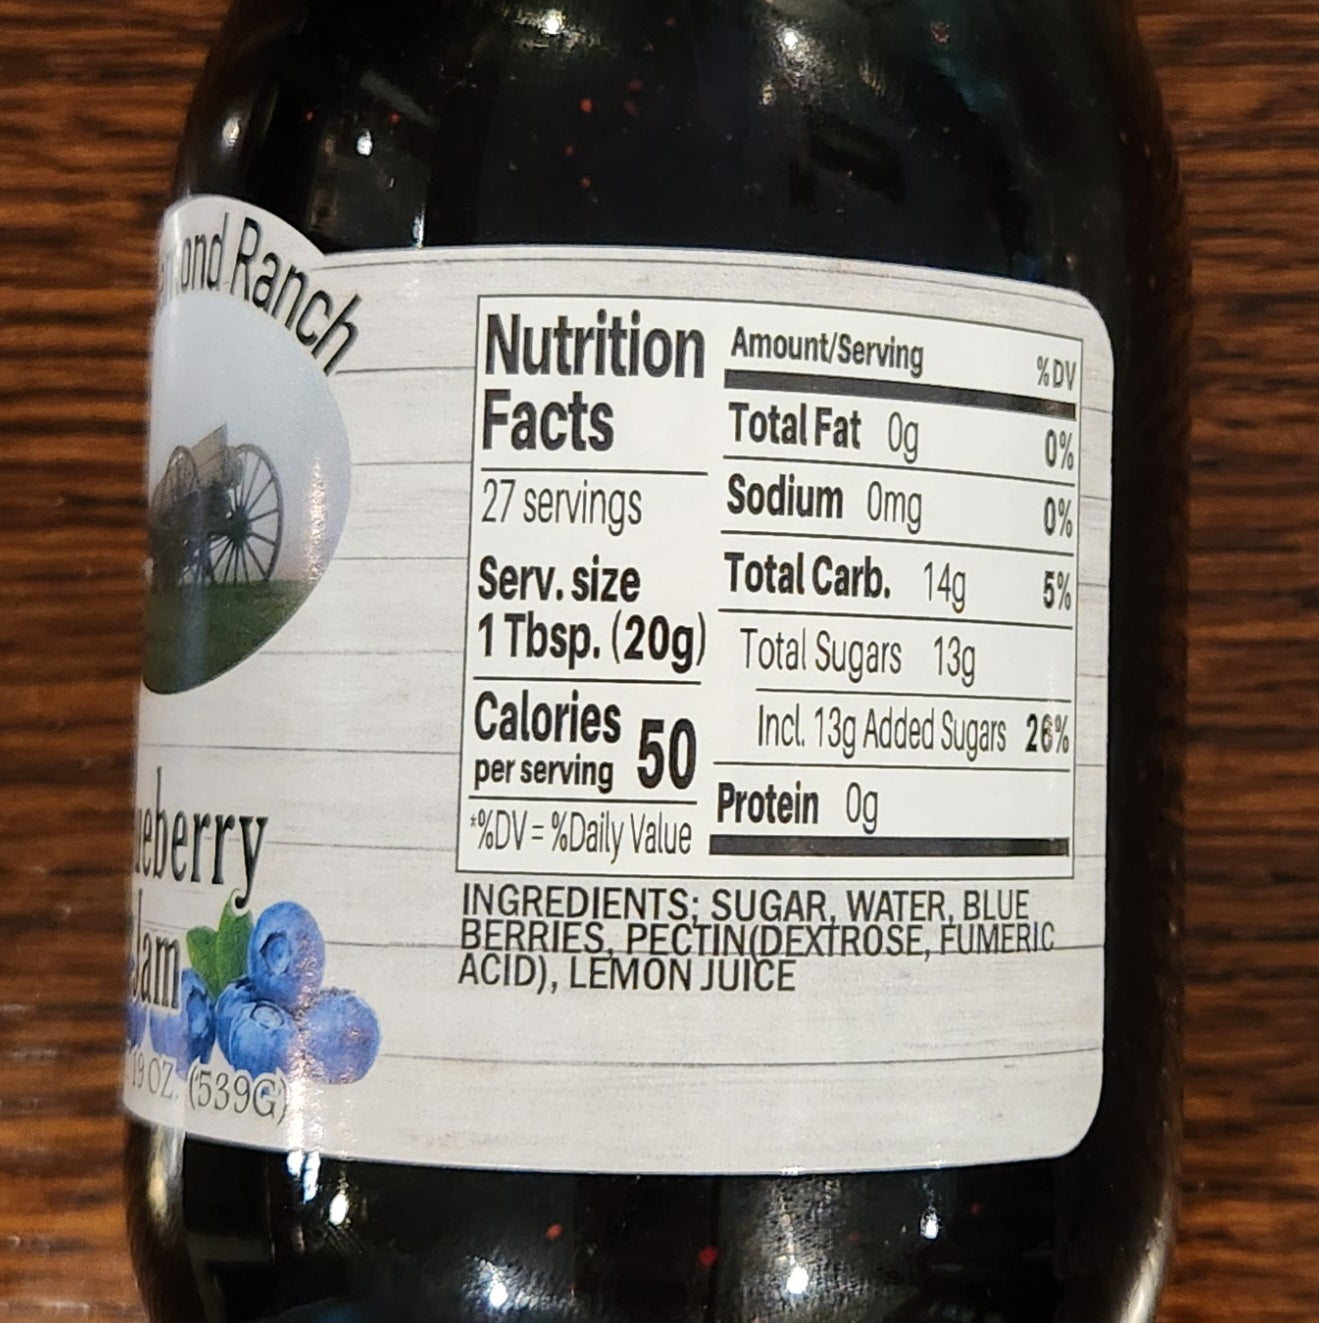 Ranch
Nutrition
Facts
27 servings
Serv. size
1 Tbsp. (20g)
Calories
per serving 50
*%DV = %Daily Value
Amount/Serving %DV
Total Fat 0g 0%
Sodium 0mg 0%
Total Carb. 14g 5%
Total Sugars 13g
Incl. 13g Added Sugars 26%
Protein 0g
INGREDIENTS; SUGAR, WATER, BLUE
BERRIES, PECTIN(DEXTROSE, FUMERIC
ACID), LEMON JUICE
Jam
19 OZ. (539G)